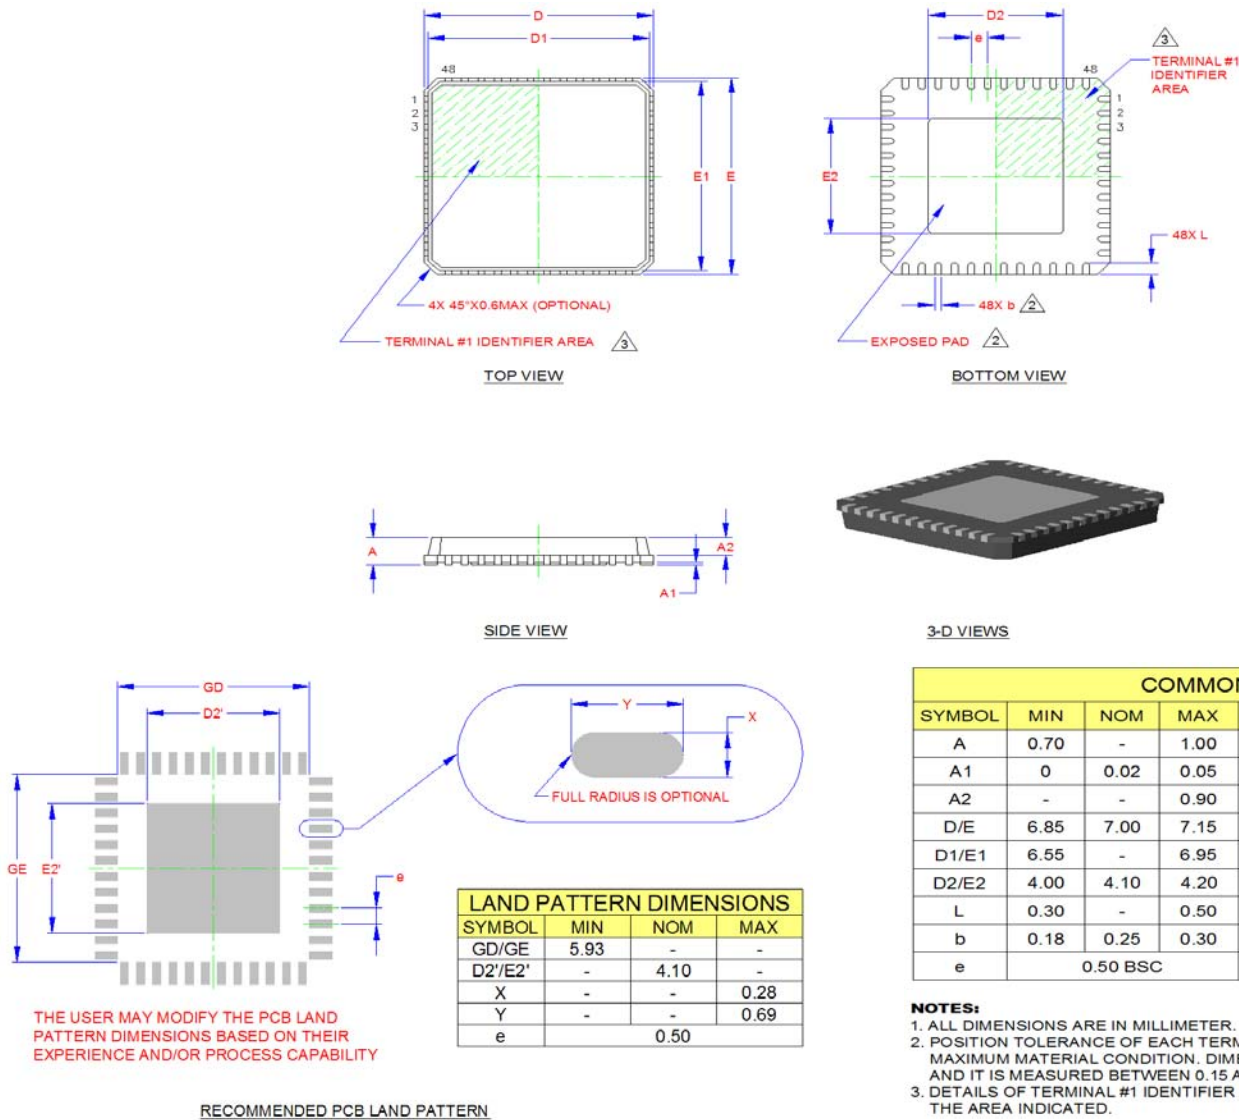 D
D1
48
1
2
3
E1
E
4X 45°X0.6MAX (OPTIONAL)
TERMINAL #1 IDENTIFIER AREA 3
TOP VIEW
D2
e
3
TERMINAL #1
IDENTIFIER
AREA
48
1
2
3
E2
48X L
48X b 2
EXPOSED PAD 2
BOTTOM VIEW
A
A2
A1
SIDE VIEW
3-D VIEWS
GD
D2'
GE
E2'
e
Y
X
FULL RADIUS IS OPTIONAL
THE USER MAY MODIFY THE PCB LAND
PATTERN DIMENSIONS BASED ON THEIR
EXPERIENCE AND/OR PROCESS CAPABILITY
RECOMMENDED PCB LAND PATTERN
LAND PATTERN DIMENSIONS
SYMBOL MIN NOM MAX
GD/GE 5.93 - -
D2'/E2' - 4.10 -
X - - 0.28
Y - - 0.69
e 0.50
COMMON
SYMBOL MIN NOM MAX
A 0.70 - 1.00
A1 0 0.02 0.05
A2 - - 0.90
D/E 6.85 7.00 7.15
D1/E1 6.55 - 6.95
D2/E2 4.00 4.10 4.20
L 0.30 - 0.50
b 0.18 0.25 0.30
e 0.50 BSC
NOTES:
1. ALL DIMENSIONS ARE IN MILLIMETER.
2. POSITION TOLERANCE OF EACH TERM
MAXIMUM MATERIAL CONDITION. DIME
AND IT IS MEASURED BETWEEN 0.15 A
3. DETAILS OF TERMINAL #1 IDENTIFIER
THE AREA INDICATED.